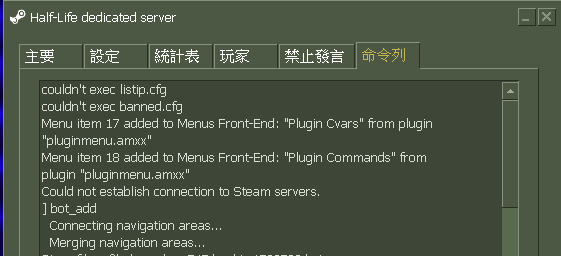 Half-Life dedicated server
主要 設定 統計表 玩家 禁止發言 命令列
couldn't exec listip.cfg
couldn't exec banned.cfg
Menu item 17 added to Menus Front-End: "Plugin Cvars" from plugin
"pluginmenu.amxx"
Menu item 18 added to Menus Front-End: "Plugin Commands" from
plugin "pluginmenu.amxx"
Could not establish connection to Steam servers.
] bot_add
Connecting navigation areas...
Merging navigation areas...